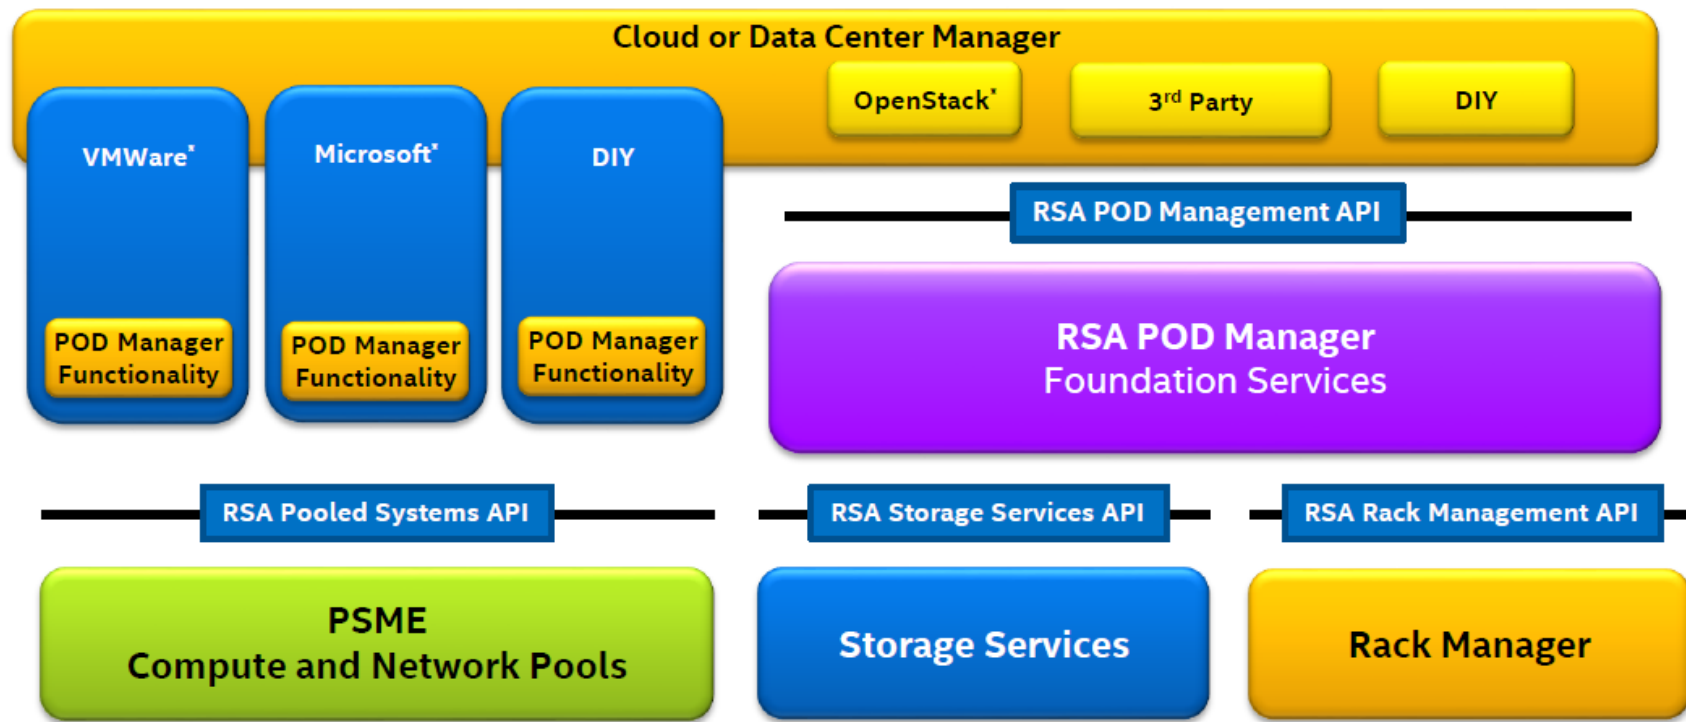 Cloud or Data Center Manager
OpenStack*
3rd Party
DIY
VMWare*
Microsoft*
DIY
RSA POD Management API
POD Manager
Functionality
POD Manager
Functionality
POD Manager
Functionality
RSA POD Manager
Foundation Services
RSA Pooled Systems API
RSA Storage Services API
RSA Rack Management API
PSME
Compute and Network Pools
Storage Services
Rack Manager